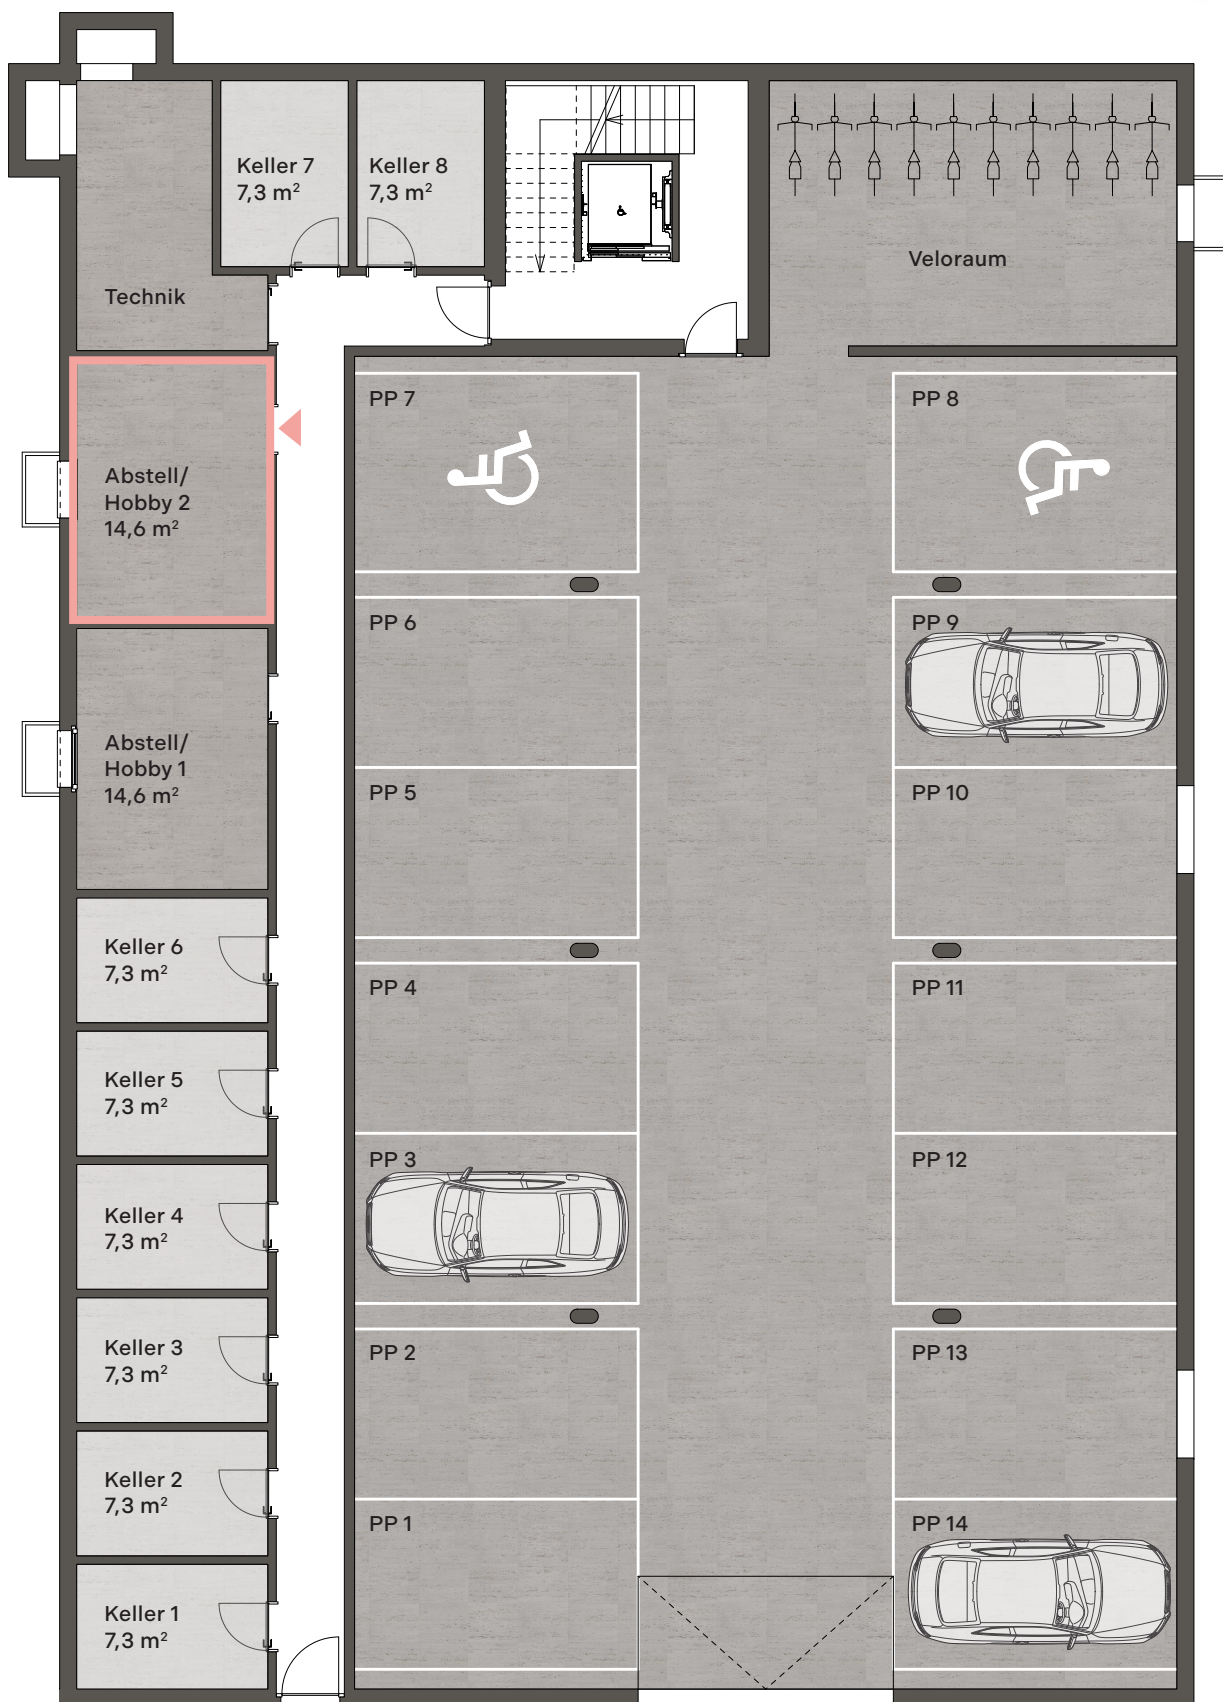 Keller 7
7,3 m²
Keller 8
7,3 m²
Veloraum
Technik
PP 7
PP 8
Abstell/
Hobby 2
14,6 m²
PP 6
PP 9
Abstell/
Hobby 1
14,6 m²
PP 5
PP 10
Keller 6
7,3 m²
PP 4
PP 11
Keller 5
7,3 m²
PP 3
PP 12
Keller 4
7,3 m²
Keller 3
7,3 m²
PP 2
PP 13
Keller 2
7,3 m²
PP 1
PP 14
Keller 1
7,3 m²